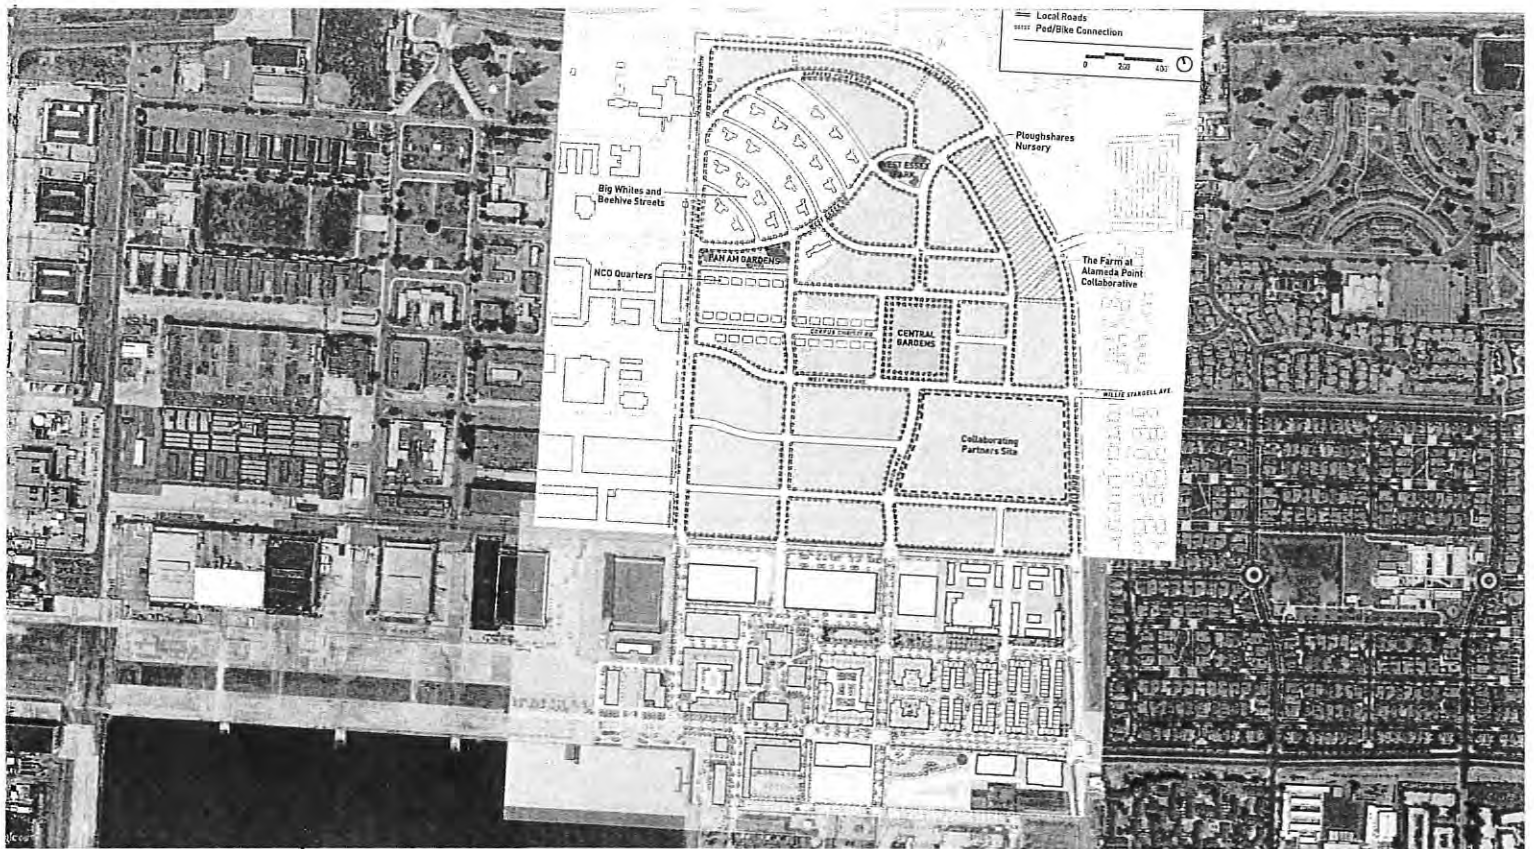 Local Roads
Ped/Bike Connection
0 200 400
Ploughshares
Nursery
WEST ESSEX
PARK
Big Whites and
Beehive Streets
PAN AM GARDENS
NCO Quarters
The Farm at
Alameda Point
Collaborative
CENTRAL
GARDENS
WEST MIDWAY AVE.
WILLIE STARGELL AVE.
Collaborating
Partners Site